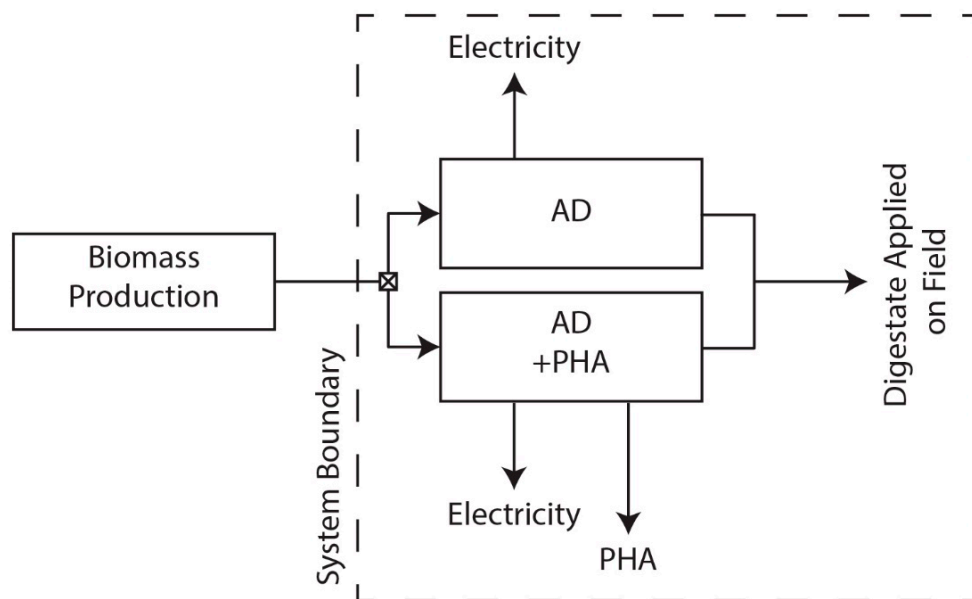 Electricity
AD
Biomass
Production
AD
+PHA
Digestate Applied
on Field
System Boundary
Electricity
PHA